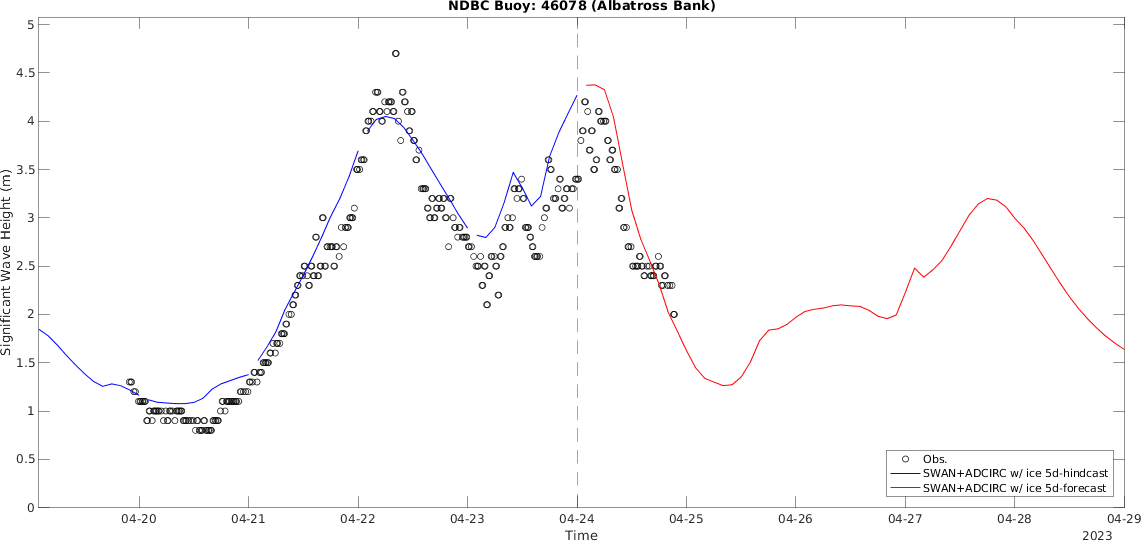 NDBC Buoy: 46078 (Albatross Bank)
5
4.5
4
3.5
3
2.5
2
1.5
1
0.5
0
Significant Wave Height (m)
04-20 04-21 04-22 04-23 04-24 04-25 04-26 04-27 04-28 04-29
Time
2023
Obs.
SWAN+ADCIRC w/ ice 5d-hindcast
SWAN+ADCIRC w/ ice 5d-forecast